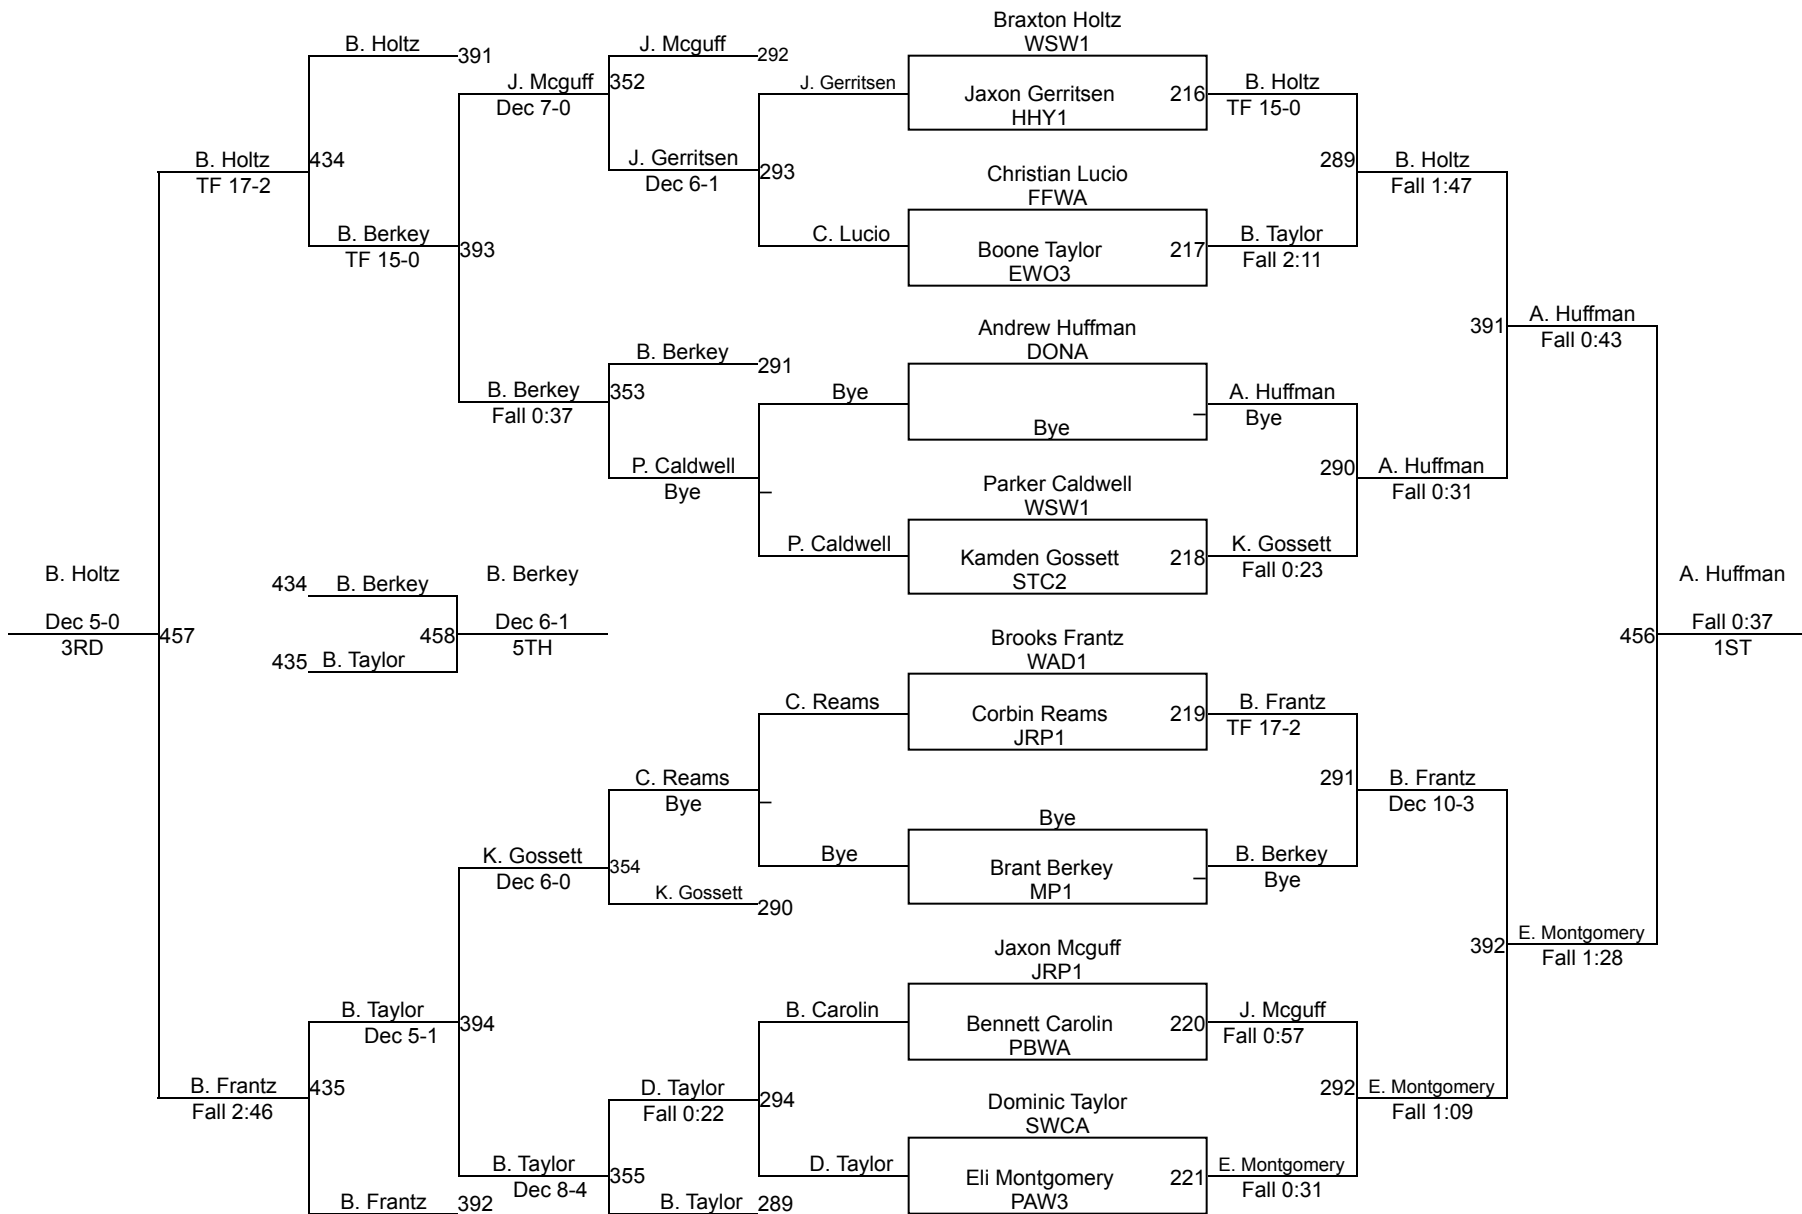 Braxton Holtz
WSW1
B. Holtz
391
J. Mcguff
292
J. Mcguff
352
Dec 7-0
J. Gerritsen
Jaxon Gerritsen
216
HHY1
B. Holtz
TF 15-0
B. Holtz
434
TF 17-2
J. Gerritsen
293
Dec 6-1
289
B. Holtz
Fall 1:47
Christian Lucio
FFWA
B. Berkey
393
TF 15-0
C. Lucio
Boone Taylor
217
EWO3
B. Taylor
Fall 2:11
391
A. Huffman
Fall 0:43
Andrew Huffman
DONA
B. Berkey
291
B. Berkey
353
Fall 0:37
Bye
Bye
A. Huffman
Bye
P. Caldwell
Bye
290
A. Huffman
Fall 0:31
Parker Caldwell
WSW1
P. Caldwell
Kamden Gossett
218
STC2
K. Gossett
Fall 0:23
B. Holtz
Dec 5-0
3RD
457
434
B. Berkey
435
B. Taylor
458
B. Berkey
Dec 6-1
5TH
A. Huffman
456
Fall 0:37
1ST
Brooks Frantz
WAD1
C. Reams
Corbin Reams
219
JRP1
B. Frantz
TF 17-2
C. Reams
Bye
291
B. Frantz
Dec 10-3
Bye
K. Gossett
354
Dec 6-0
Bye
Brant Berkey
MP1
B. Berkey
Bye
K. Gossett
290
392
E. Montgomery
Fall 1:28
Jaxon Mcguff
JRP1
B. Taylor
394
Dec 5-1
B. Carolin
Bennett Carolin
220
PBWA
J. Mcguff
Fall 0:57
B. Frantz
435
Fall 2:46
D. Taylor
294
Fall 0:22
292
E. Montgomery
Fall 1:09
Dominic Taylor
SWCA
B. Taylor
355
Dec 8-4
D. Taylor
Eli Montgomery
221
PAW3
E. Montgomery
Fall 0:31
B. Frantz
392
B. Taylor
289